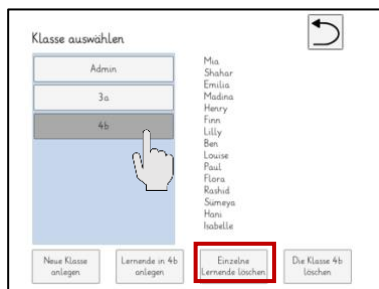 Klasse auswählen
Admin
3a
4b
Mia
Shahar
Emilia
Madina
Henry
Finn
Lilly
Ben
Louise
Paul
Flora
Rashid
Sümeya
Hani
Isabelle
Neue Klasse
anlegen
Lernende in 4b
anlegen
Einzelne
Lernende löschen
Die Klasse 4b
löschen